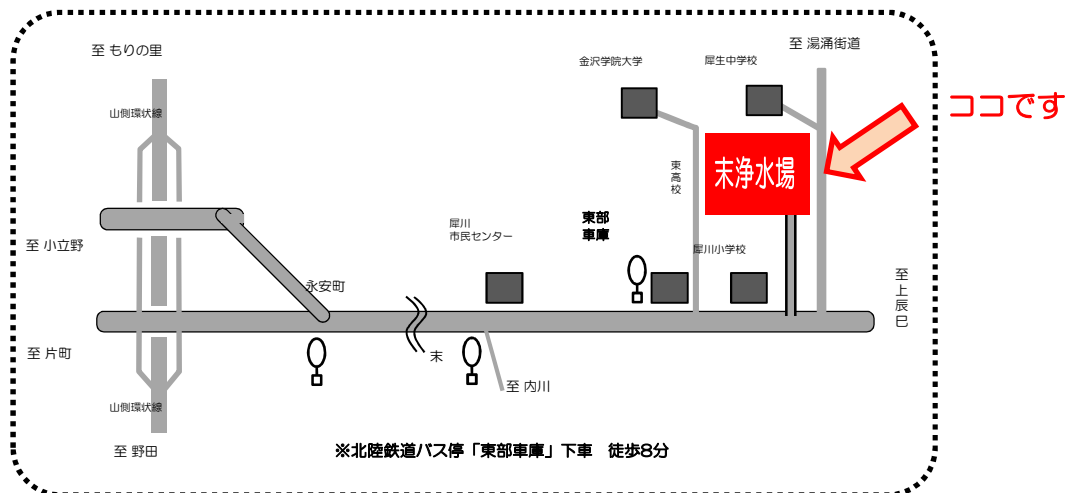 至 もりの里
至 湯涌街道
金沢学院大学
犀生中学校
ココです
山側環状線
末浄水場
東高校
東部
車庫
犀川
市民センター
犀川小学校
至 小立野
至上辰巳
永安町
至 片町
末
至 内川
山側環状線
至 野田
※北陸鉄道バス停「東部車庫」下車 徒歩8分